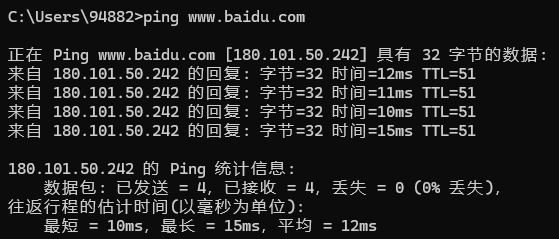 C:\Users\94882>ping www.baidu.com
正在 Ping www.baidu.com [180.101.50.242] 具有 32 字节的数据:
来自 180.101.50.242 的回复: 字节=32 时间=12ms TTL=51
来自 180.101.50.242 的回复: 字节=32 时间=11ms TTL=51
来自 180.101.50.242 的回复: 字节=32 时间=10ms TTL=51
来自 180.101.50.242 的回复: 字节=32 时间=15ms TTL=51
180.101.50.242 的 Ping 统计信息:
数据包: 已发送 = 4，已接收 = 4，丢失 = 0 (0% 丢失)，
往返行程的估计时间(以毫秒为单位):
最短 = 10ms，最长 = 15ms，平均 = 12ms